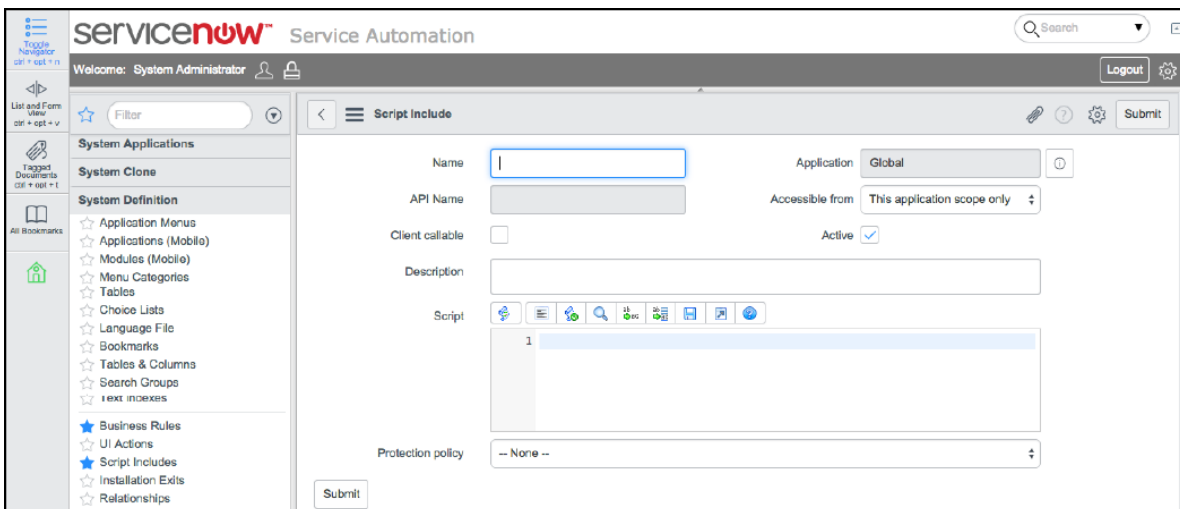 Toggle
Navigator
ctrl + opt + n
List and Form
View
ctrl + opt + v
Tagged
Documents
ctrl + opt + t
All Bookmarks
servicenow™ Service Automation
Search
Welcome: System Administrator
Logout
Filter
System Applications
System Clone
System Definition
Application Menus
Applications (Mobile)
Modules (Mobile)
Menu Categories
Tables
Choice Lists
Language File
Bookmarks
Tables & Columns
Search Groups
Text Indexes
Business Rules
UI Actions
Script Includes
Installation Exits
Relationships
Script Include
Submit
Name
Application Global
API Name
Accessible from This application scope only
Client callable
Active
Description
Script
1
Protection policy -- None --
Submit